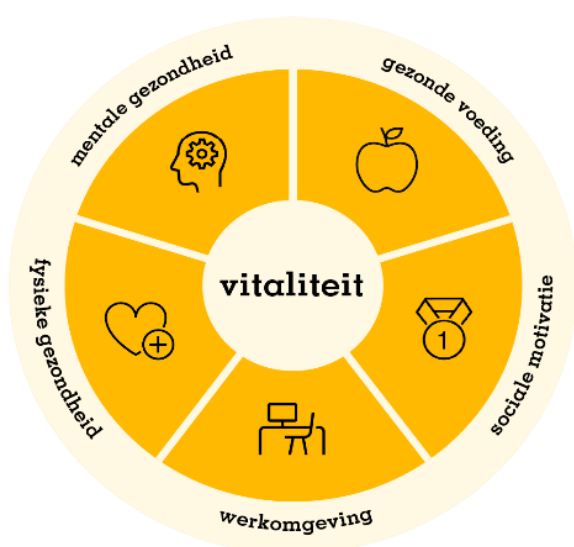 mentale gezondheid
gezonde voeding
vitaliteit
fysieke gezondheid
1
sociale motivatie
werkomgeving